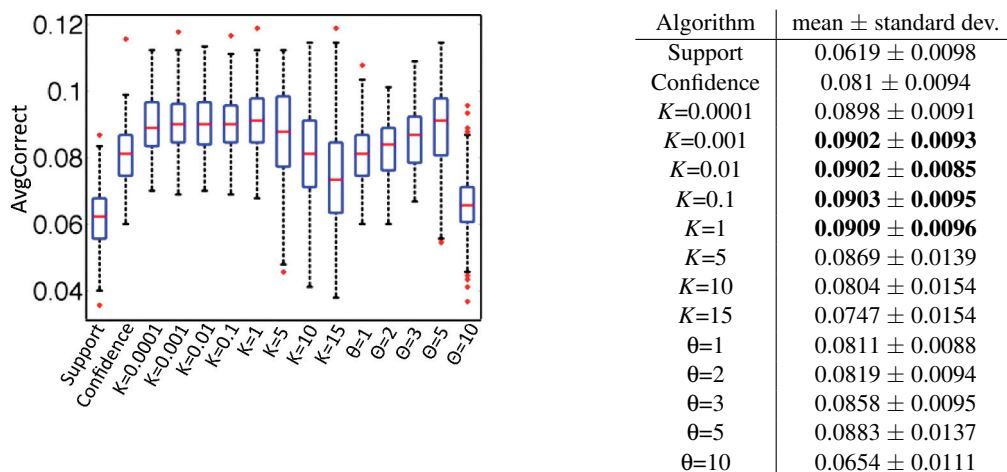 0.12
0.1
0.08
0.06
0.04
AvgCorrect
Support
Confidence
K=0.0001
K=0.001
K=0.01
K=0.1
K=1
K=5
K=10
K=15
θ=1
Θ=2
Θ=3
Θ=5
Θ=10
Algorithm mean ± standard dev.
Support 0.0619 ± 0.0098
Confidence 0.081 ± 0.0094
K=0.0001 0.0898 ± 0.0091
K=0.001 0.0902 ± 0.0093
K=0.01 0.0902 ± 0.0085
K=0.1 0.0903 ± 0.0095
K=1 0.0909 ± 0.0096
K=5 0.0869 ± 0.0139
K=10 0.0804 ± 0.0154
K=15 0.0747 ± 0.0154
θ=1 0.0811 ± 0.0088
θ=2 0.0819 ± 0.0094
θ=3 0.0858 ± 0.0095
θ=5 0.0883 ± 0.0137
θ=10 0.0654 ± 0.0111